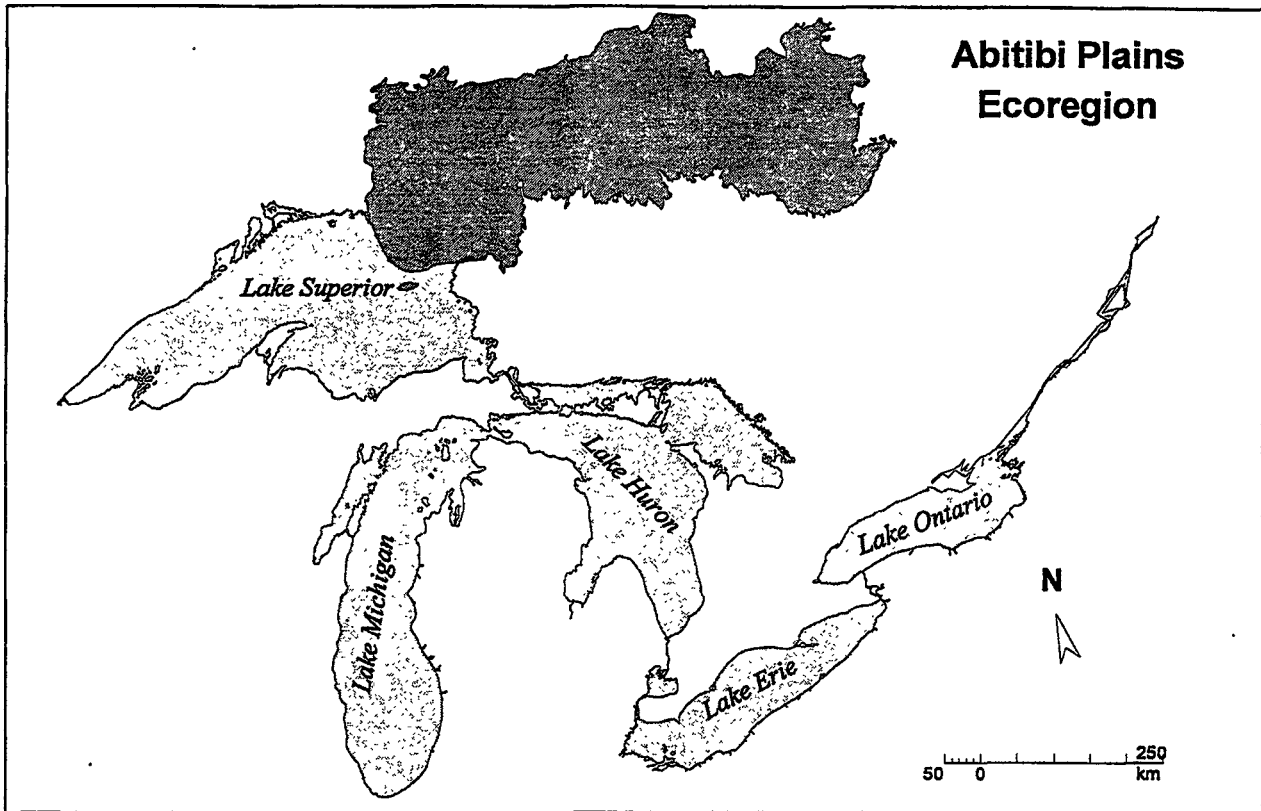 Abitibi Plains
Ecoregion
Lake Superior
Lake Huron
Lake Michigan
Lake Ontario
Lake Erie
N
50 0 250
km